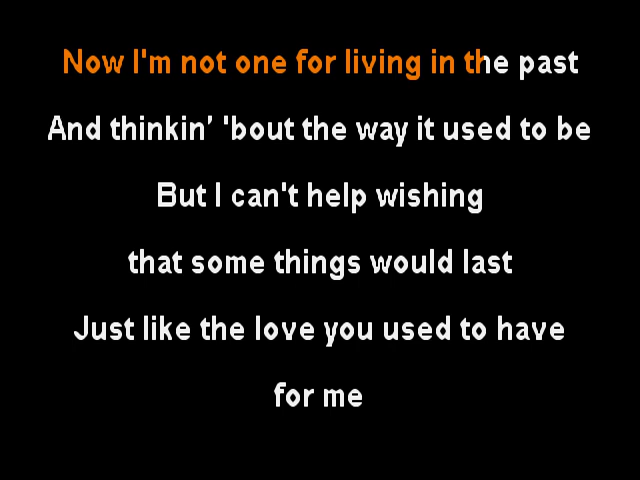 Now I'm not one for living in the past
And thinkin' 'bout the way it used to be
But I can't help wishing
that some things would last
Just like the love you used to have
for me